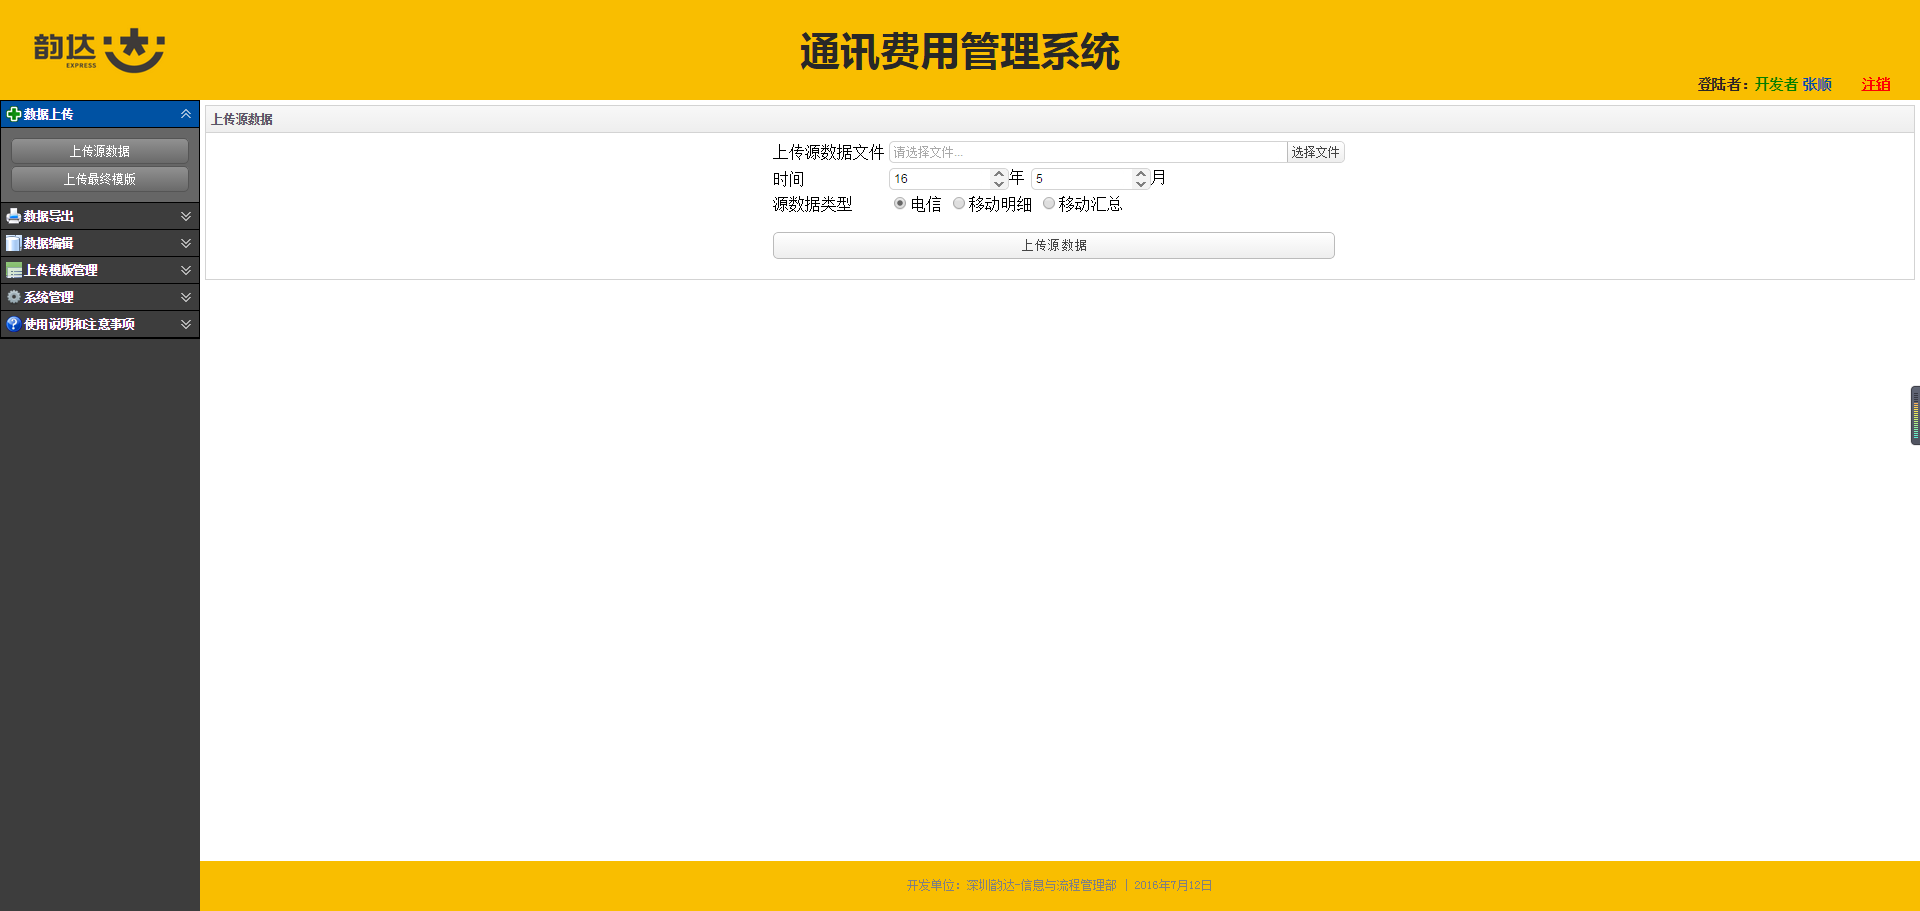 韵达
EXPRESS
通讯费用管理系统
登陆者：开发者 张顺 注销
数据上传
上传源数据
上传最终模版
数据导出
数据编辑
上传模版管理
系统管理
使用说明和注意事项
上传源数据
上传源数据文件 请选择文件... 选择文件
时间 16 年 5 月
源数据类型 电信 移动明细 移动汇总
上传源数据
开发单位：深圳韵达-信息与流程管理部 | 2016年7月12日